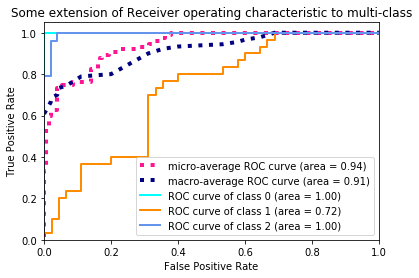 Some extension of Receiver operating characteristic to multi-class
1.0
0.8
0.6
0.4
0.2
0.0
True Positive Rate
micro-average ROC curve (area = 0.94)
macro-average ROC curve (area = 0.91)
ROC curve of class 0 (area = 1.00)
ROC curve of class 1 (area = 0.72)
ROC curve of class 2 (area = 1.00)
0.0 0.2 0.4 0.6 0.8 1.0
False Positive Rate